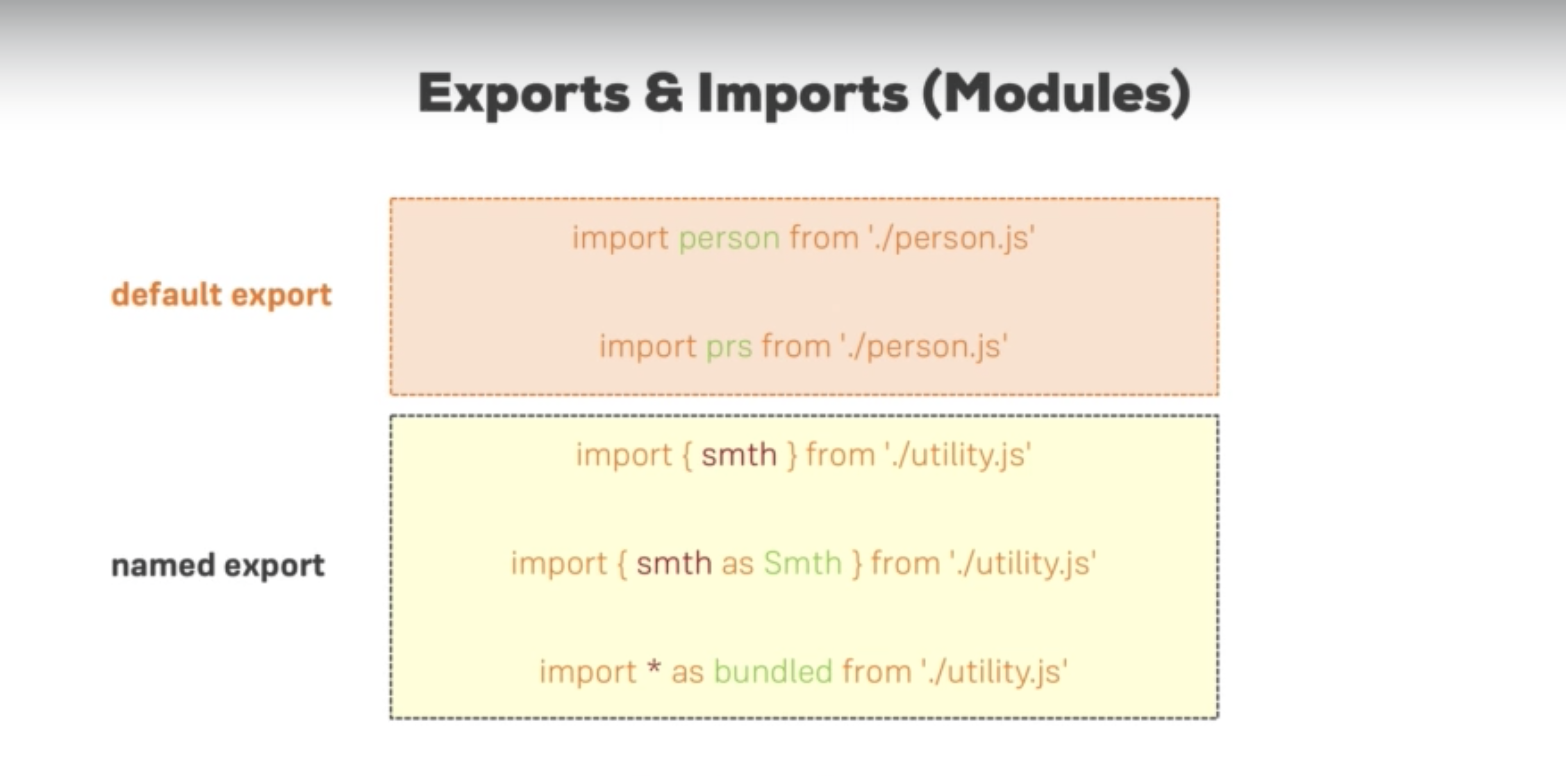 Exports & Imports (Modules)
default export
import person from './person.js'
import prs from './person.js'
named export
import { smth } from './utility.js'
import { smth as Smth } from './utility.js'
import * as bundled from './utility.js'